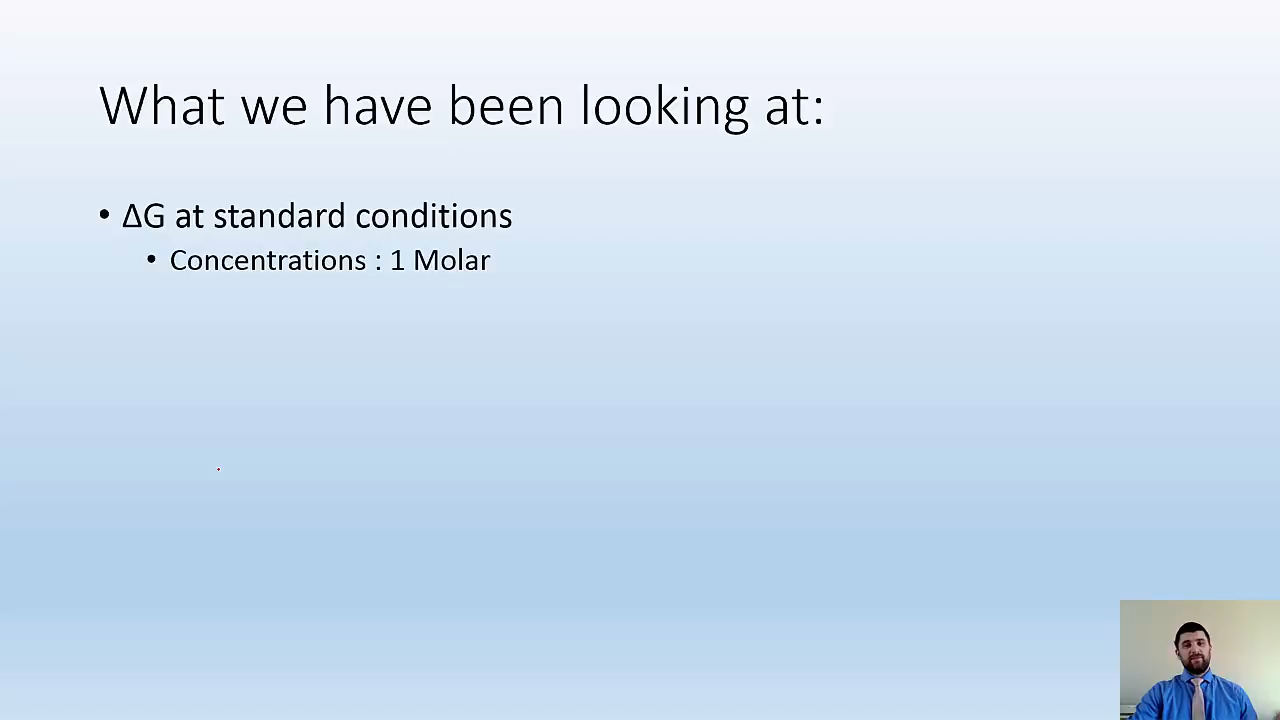 What we have been looking at:
• ΔG at standard conditions
• Concentrations : 1 Molar